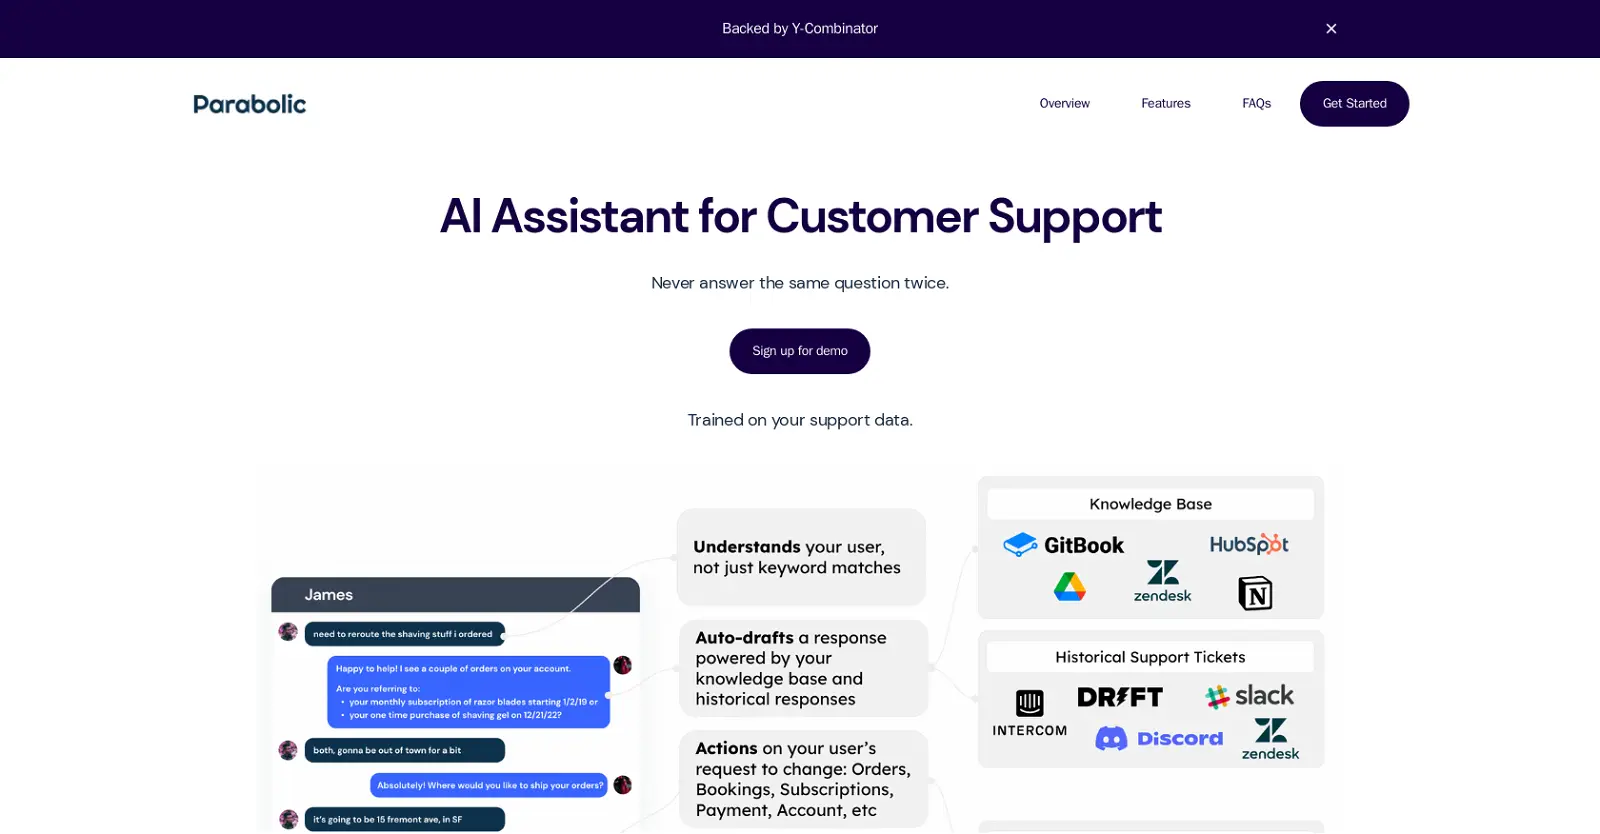 Backed by Y-Combinator
Parabolic
Overview
Features
FAQs
Get Started
AI Assistant for Customer Support
Never answer the same question twice.
Sign up for demo
Trained on your support data.
James
need to reroute the shaving stuff i ordered
Happy to help! I see a couple of orders on your account.
Are you referring to:
• your monthly subscription of razor blades starting 1/2/19 or
• your one time purchase of shaving gel on 12/21/22?
both, gonna be out of town for a bit
Absolutely! Where would you like to ship your orders?
it's going to be 15 fremont ave, in SF
Understands your user,
not just keyword matches
Auto-drafts a response
powered by your
knowledge base and
historical responses
Actions on your user's
request to change: Orders,
Bookings, Subscriptions,
Payment, Account, etc
Knowledge Base
GitBook
HubSpot
zendesk
Historical Support Tickets
INTERCOM
DRIFT
slack
Discord
zendesk